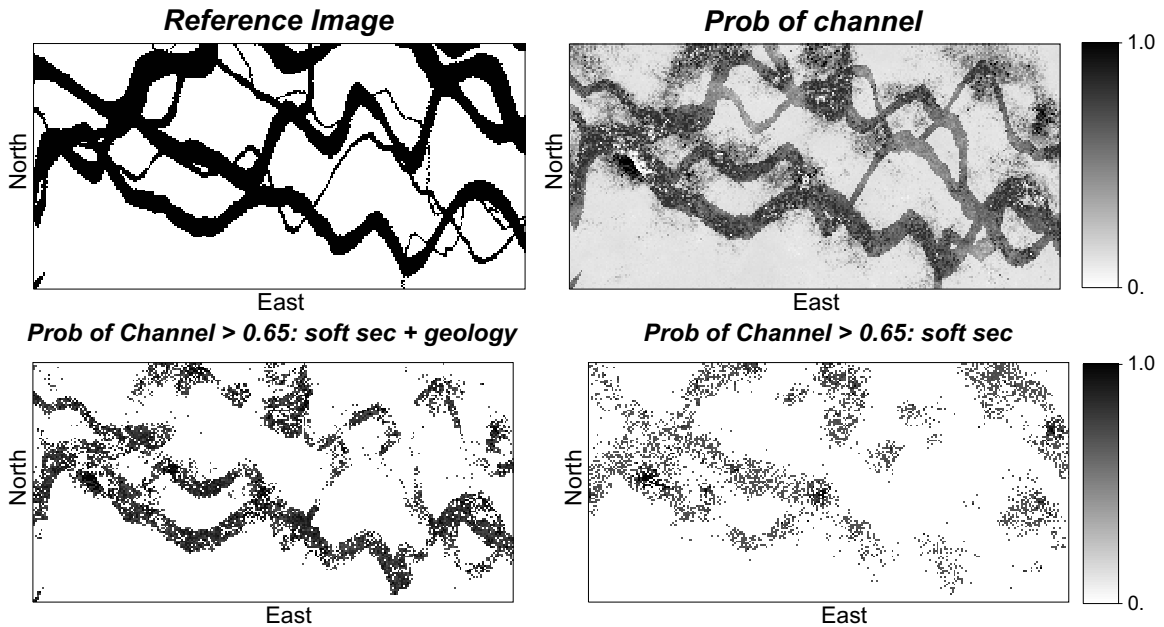 Reference Image
Prob of channel
North
East
North
East
1.0
0.
Prob of Channel > 0.65: soft sec + geology
Prob of Channel > 0.65: soft sec
North
East
North
East
1.0
0.